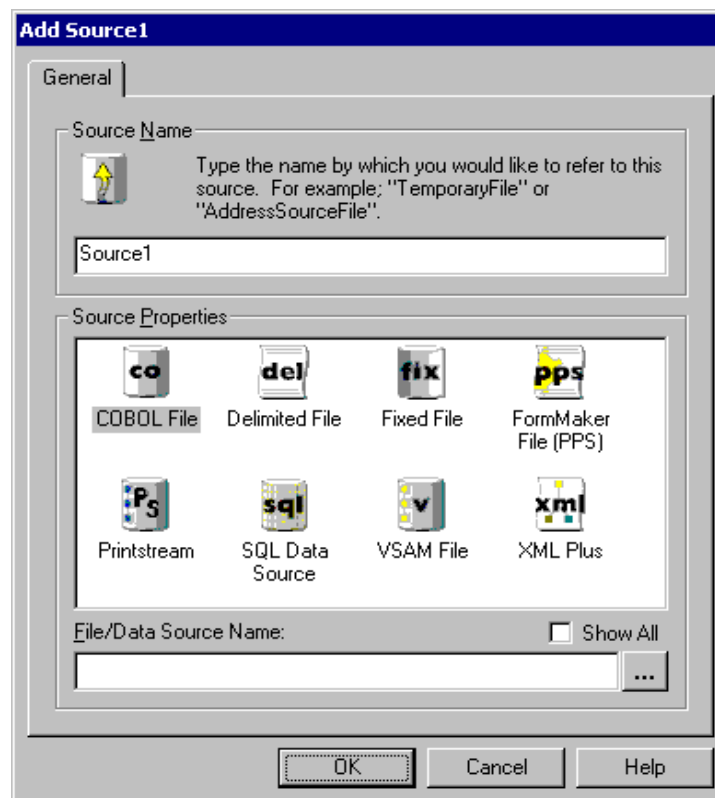 Add Source1
General
Source Name
Type the name by which you would like to refer to this
source. For example; "TemporaryFile" or
"AddressSourceFile".
Source1
Source Properties
co del fix pps
COBOL File Delimited File Fixed File FormMaker
File (PPS)
Ps sql v xml
Printstream SQL Data VSAM File XML Plus
Source
File/Data Source Name: Show All
...
OK Cancel Help